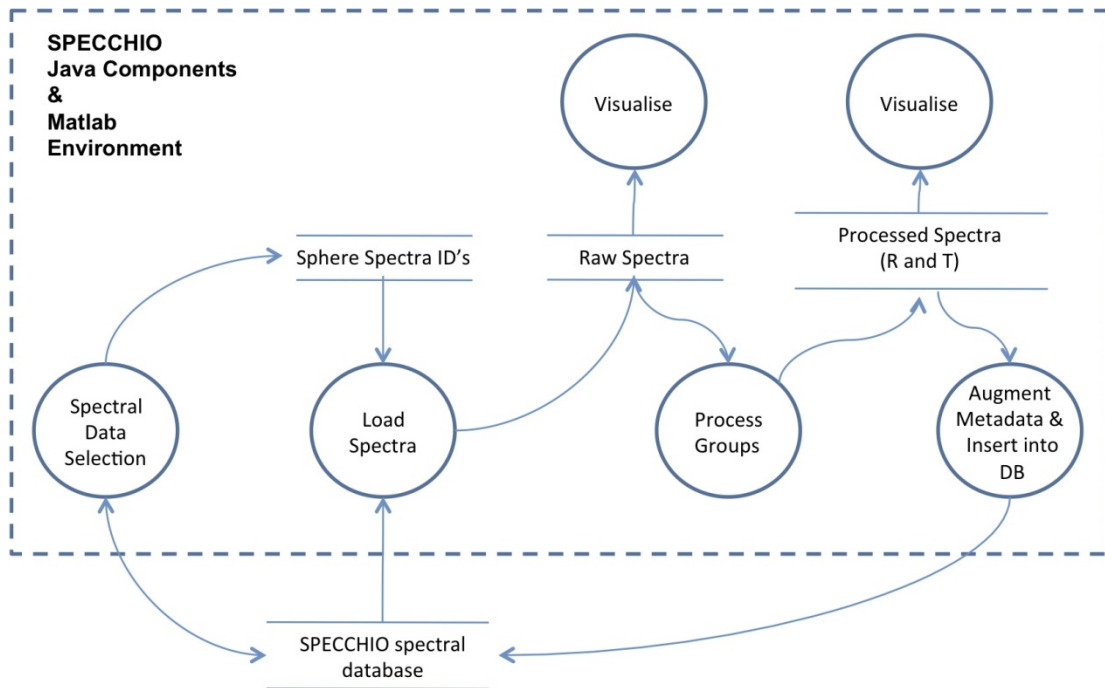 SPECCHIO
Java Components
&
Matlab
Environment
Visualise
Visualise
Sphere Spectra ID's
Raw Spectra
Processed Spectra
(R and T)
Spectral
Data
Selection
Load
Spectra
Process
Groups
Augment
Metadata &
Insert into
DB
SPECCHIO spectral
database